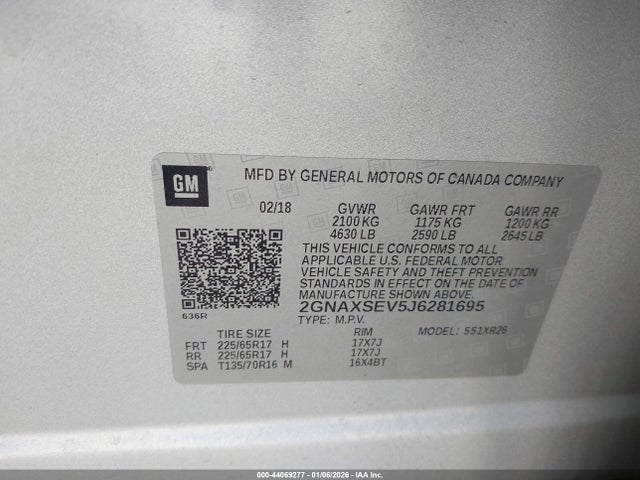 GM
MFD BY GENERAL MOTORS OF CANADA COMPANY
02/18 GVWR GAWR FRT GAWR RR
2100 KG 1175 KG 1200 KG
4630 LB 2590 LB 2645 LB
THIS VEHICLE CONFORMS TO ALL
APPLICABLE U.S. FEDERAL MOTOR
VEHICLE SAFETY AND THEFT PREVENTION
STANDARDS IN EFFECT ON THE DATE OF
MANUFACTURE SHOWN ABOVE.
636R
2GNAXSEV5J6281695
TYPE: M.P.V.
TIRE SIZE RIM MODEL: 551XR26
FRT 225/65R17 H 17X7J
RR 225/65R17 H 17X7J
SPA T135/70R16 M 16X4BT
000-44069277 — 01/06/2026 — IAA Inc.